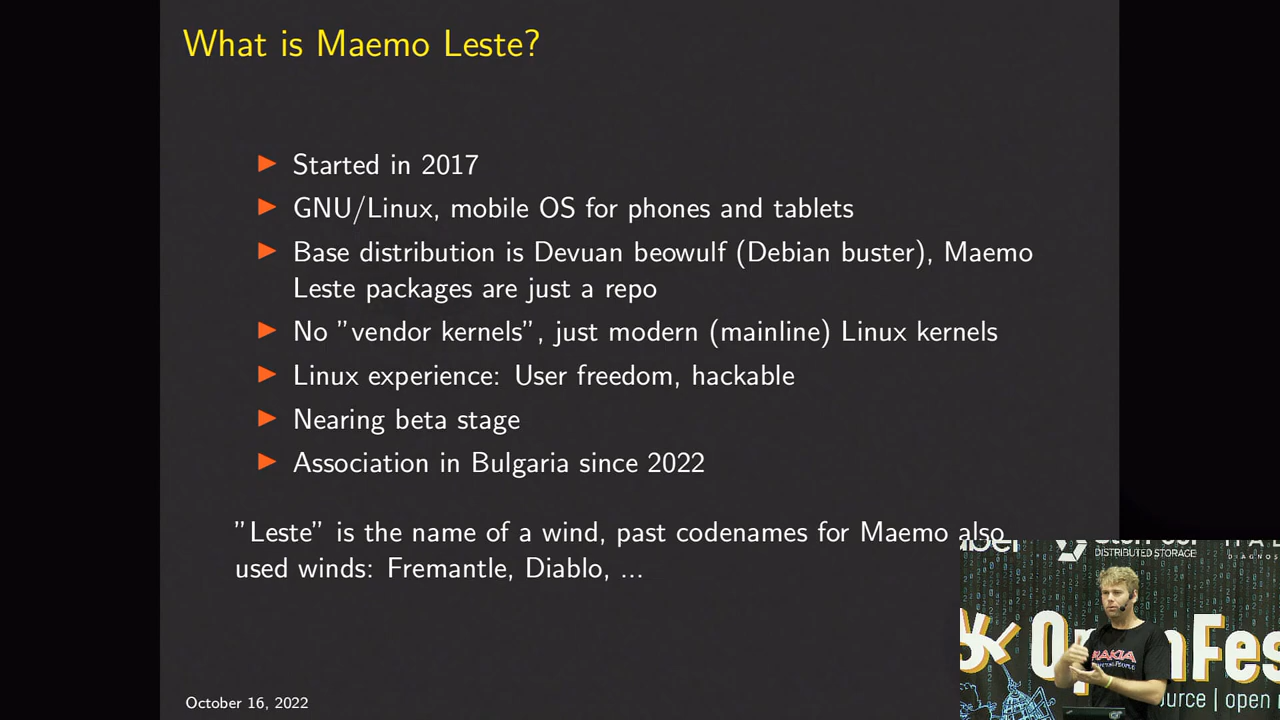 What is Maemo Leste?
Started in 2017
GNU/Linux, mobile OS for phones and tablets
Base distribution is Devuan beowulf (Debian buster), Maemo
Leste packages are just a repo
No ”vendor kernels”, just modern (mainline) Linux kernels
Linux experience: User freedom, hackable
Nearing beta stage
Association in Bulgaria since 2022
”Leste” is the name of a wind, past codenames for Maemo also
used winds: Fremantle, Diablo, ...
DISTRIBUTED STORAGE
October 16, 2022